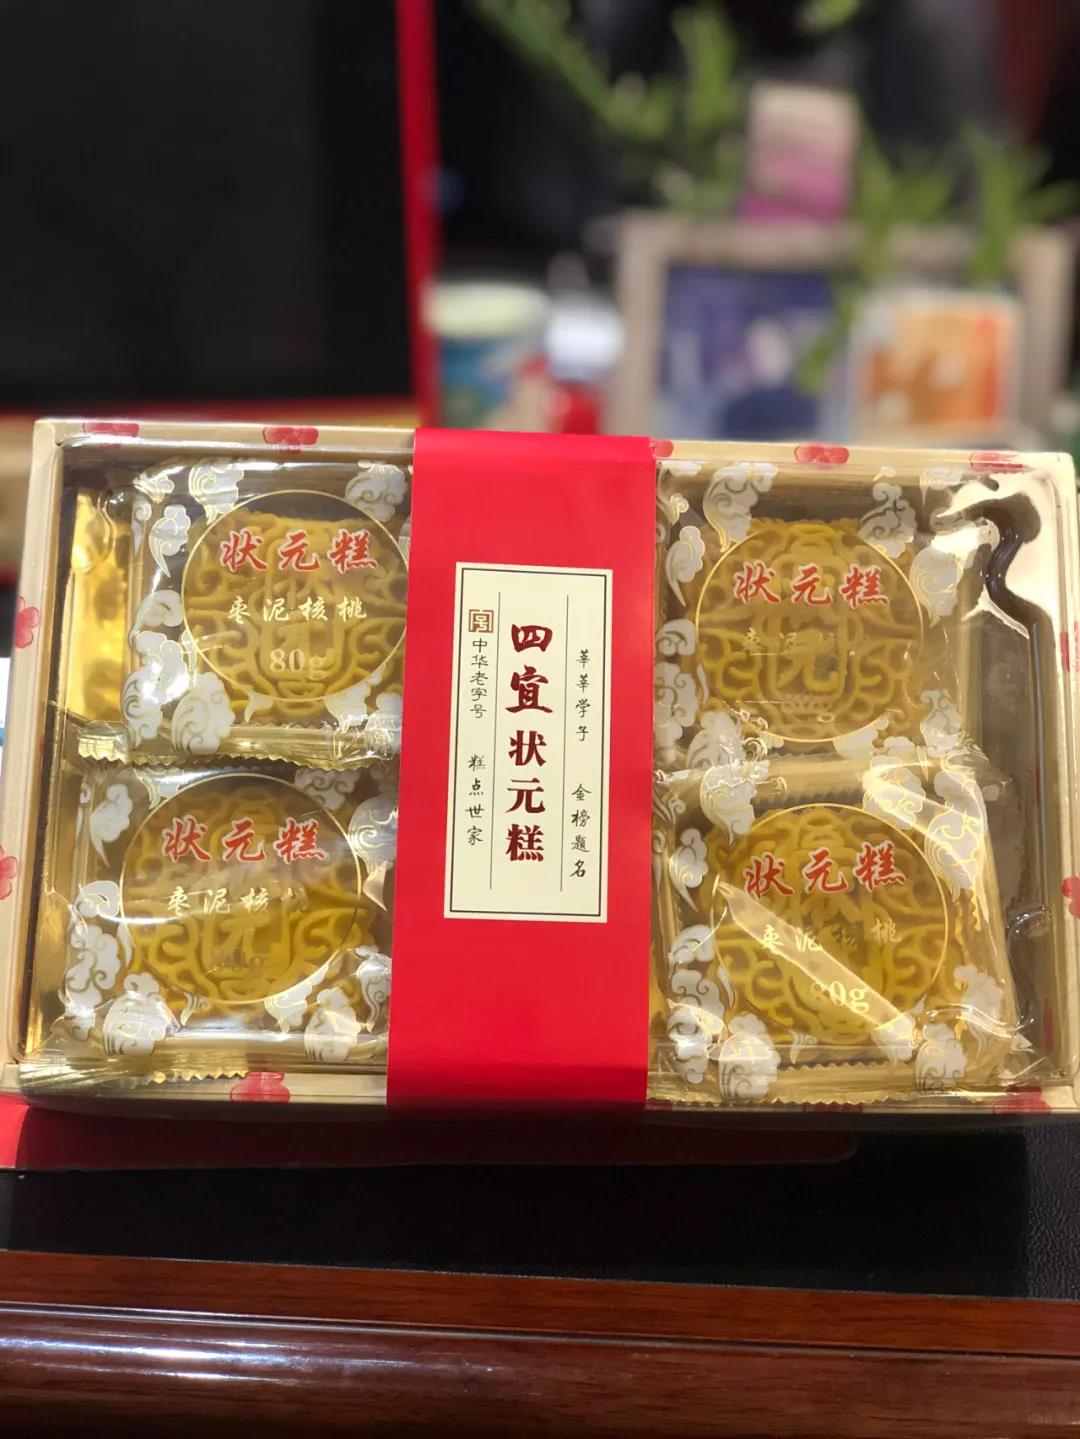 状元糕
枣泥核桃
80g
状元糕
枣泥
状元糕
枣泥核
状元糕
枣泥核桃
80g
莘莘学子 金榜题名
四宜状元糕
中华老字号 糕点世家